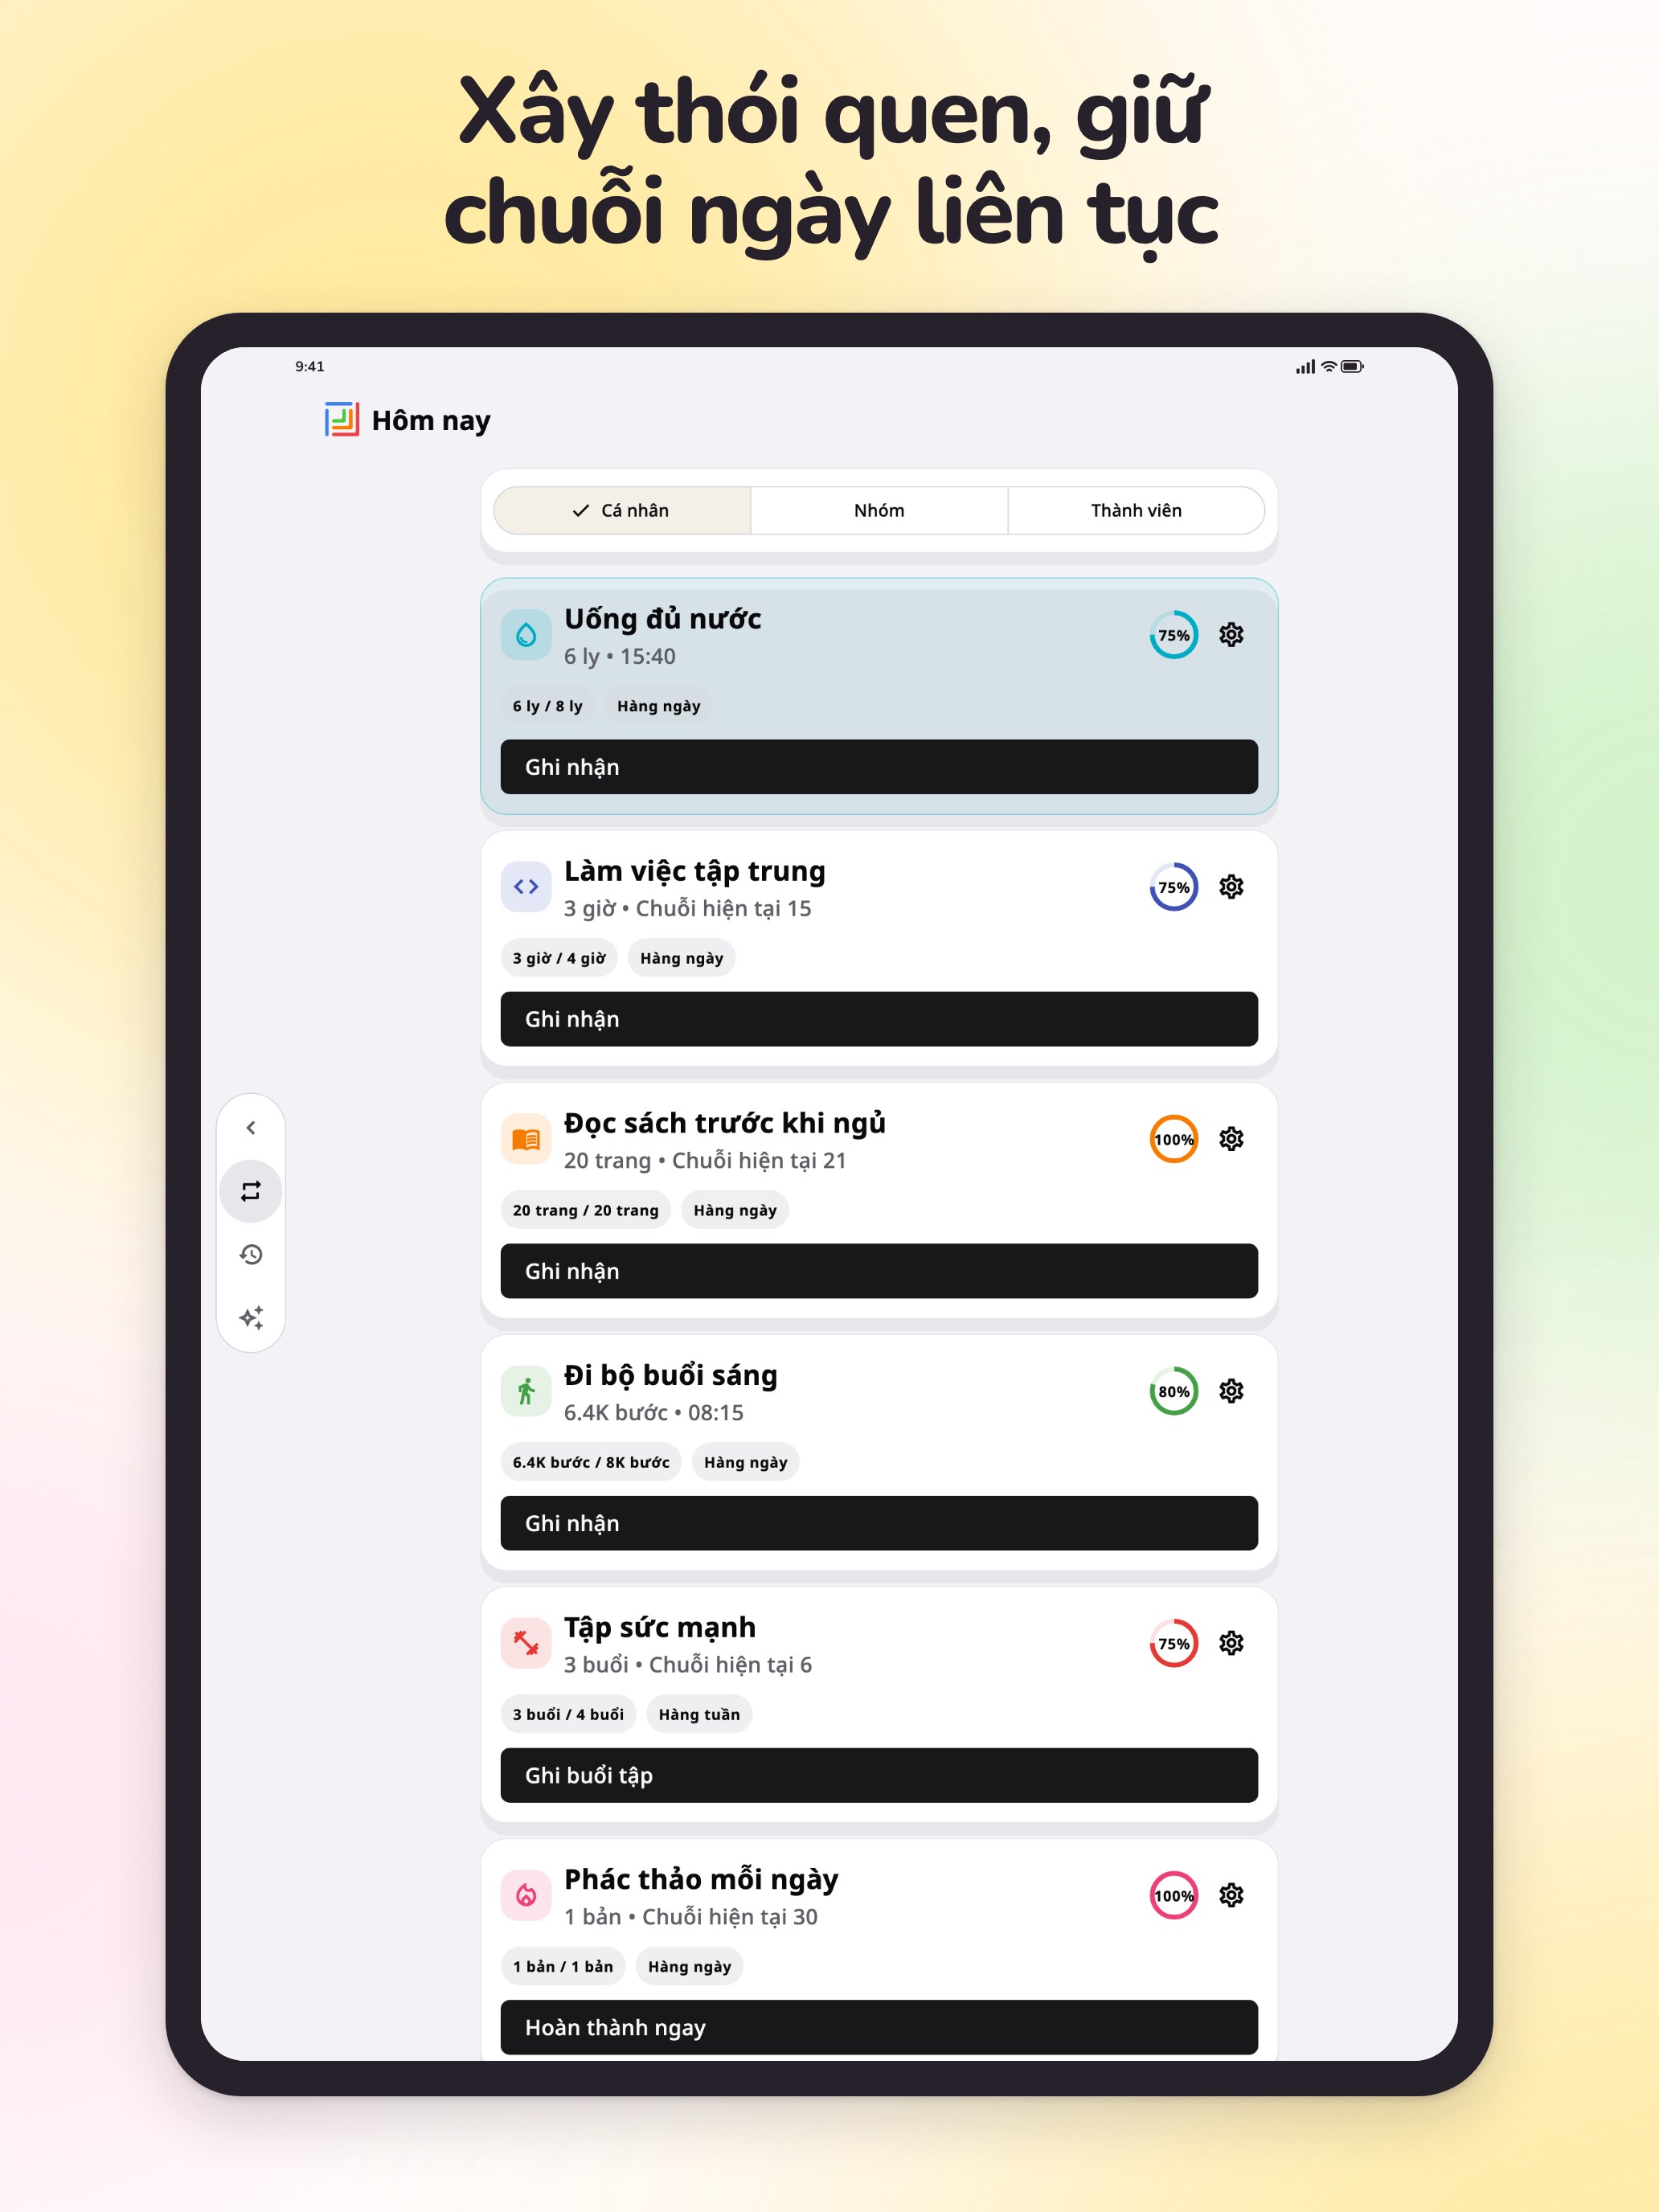 Xây thói quen, giữ
chuỗi ngày liên tục
9:41
Hôm nay
Cá nhân
Nhóm
Thành viên
Uống đủ nước
6 ly • 15:40
75%
6 ly / 8 ly
Hàng ngày
Ghi nhận
Làm việc tập trung
3 giờ • Chuỗi hiện tại 15
75%
3 giờ / 4 giờ
Hàng ngày
Ghi nhận
Đọc sách trước khi ngủ
20 trang • Chuỗi hiện tại 21
100%
20 trang / 20 trang
Hàng ngày
Ghi nhận
Đi bộ buổi sáng
6.4K bước • 08:15
80%
6.4K bước / 8K bước
Hàng ngày
Ghi nhận
Tập sức mạnh
3 buổi • Chuỗi hiện tại 6
75%
3 buổi / 4 buổi
Hàng tuần
Ghi buổi tập
Phác thảo mỗi ngày
1 bản • Chuỗi hiện tại 30
100%
1 bản / 1 bản
Hàng ngày
Hoàn thành ngay